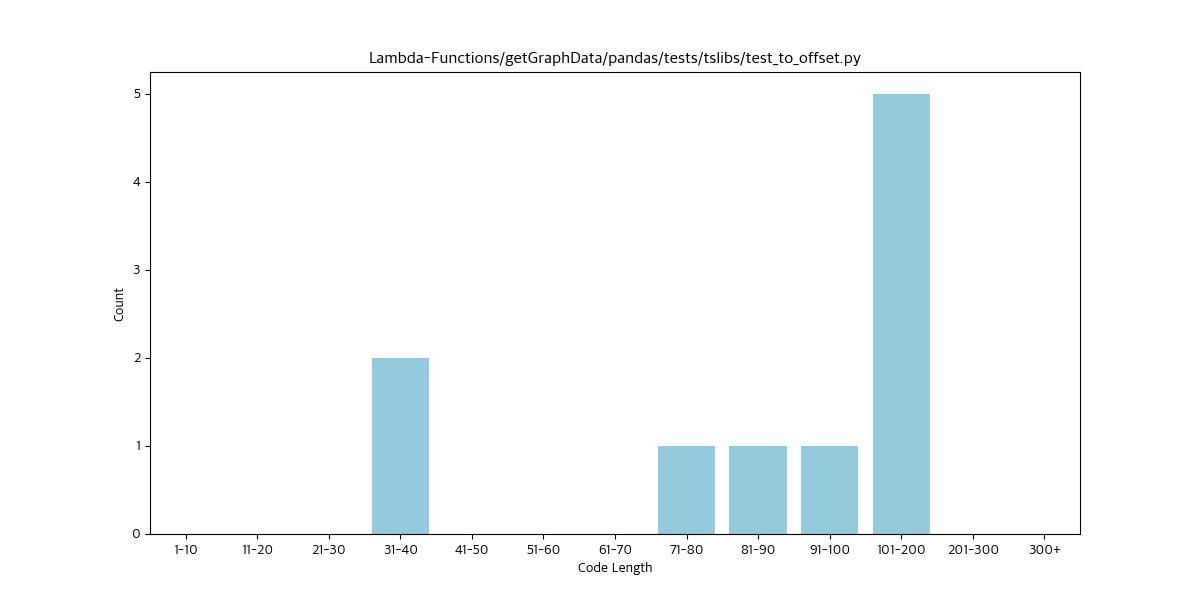 Lambda-Functions/getGraphData/pandas/tests/tslibs/test_to_offset.py
5
4
3
2
1
0
Count
1-10 11-20 21-30 31-40 41-50 51-60 61-70 71-80 81-90 91-100 101-200 201-300 300+
Code Length